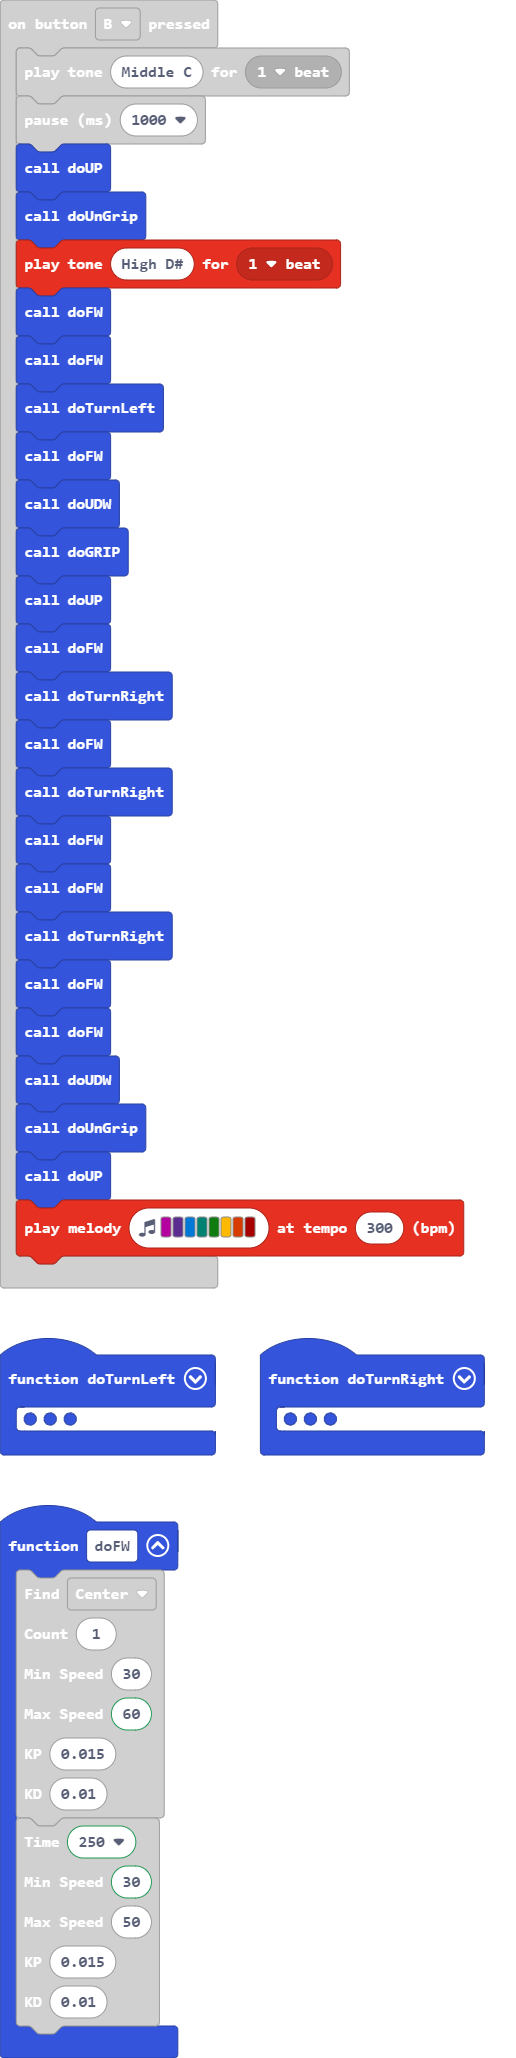 on button B pressed
play tone Middle C for 1 beat
pause (ms) 1000
call doUP
call doUnGrip
play tone High D# for 1 beat
call doFW
call doFW
call doTurnLeft
call doFW
call doUDW
call doGRIP
call doUP
call doFW
call doTurnRight
call doFW
call doTurnRight
call doFW
call doFW
call doTurnRight
call doFW
call doFW
call doUDW
call doUnGrip
call doUP
play melody at tempo 300 (bpm)
function doTurnLeft
function doTurnRight
function doFW
Find Center
Count 1
Min Speed 30
Max Speed 60
KP 0.015
KD 0.01
Time 250
Min Speed 30
Max Speed 50
KP 0.015
KD 0.01